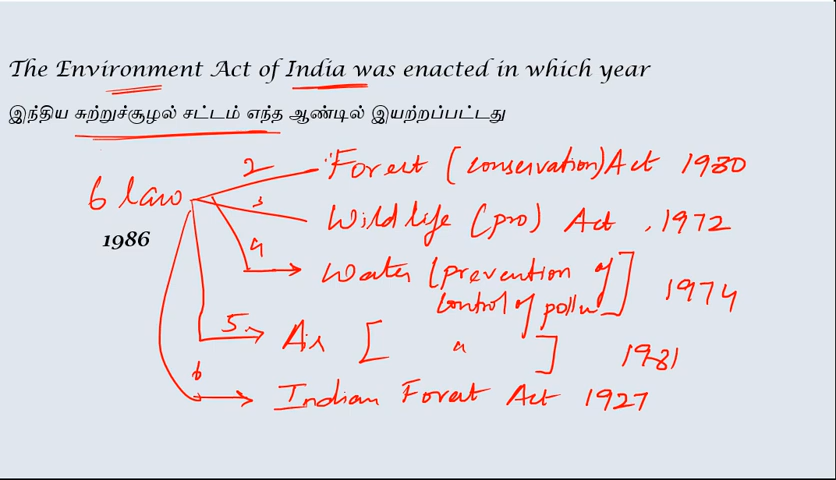 The Environment Act of India was enacted in which year
இந்திய சுற்றுச்சூழல் சட்டம் எந்த ஆண்டில் இயற்றப்பட்டது
6 law
1986
2 Forest (conservation) Act 1980
3 Wild life (pro) Act, 1972
4 Water [prevention of
control of pollu] 1974
5. Air [ " ] 1981
6 Indian Forest Act 1927